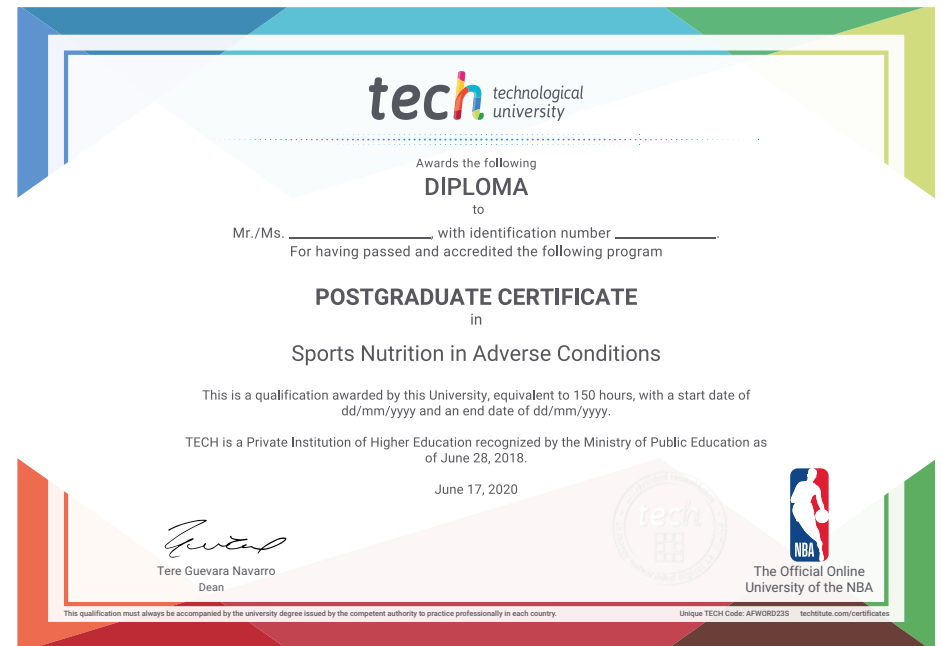 tech technological
university
Awards the following
DIPLOMA
to
Mr./Ms. ____________________, with identification number ______________.
For having passed and accredited the following program
POSTGRADUATE CERTIFICATE
in
Sports Nutrition in Adverse Conditions
This is a qualification awarded by this University, equivalent to 150 hours, with a start date of
dd/mm/yyyy and an end date of dd/mm/yyyy.
TECH is a Private Institution of Higher Education recognized by the Ministry of Public Education as
of June 28, 2018.
June 17, 2020
tech
NBA
Tere Guevara Navarro
Dean
The Official Online
University of the NBA
This qualification must always be accompanied by the university degree issued by the competent authority to practice professionally in each country.
Unique TECH Code: AFWORD23S techtitute.com/certificates